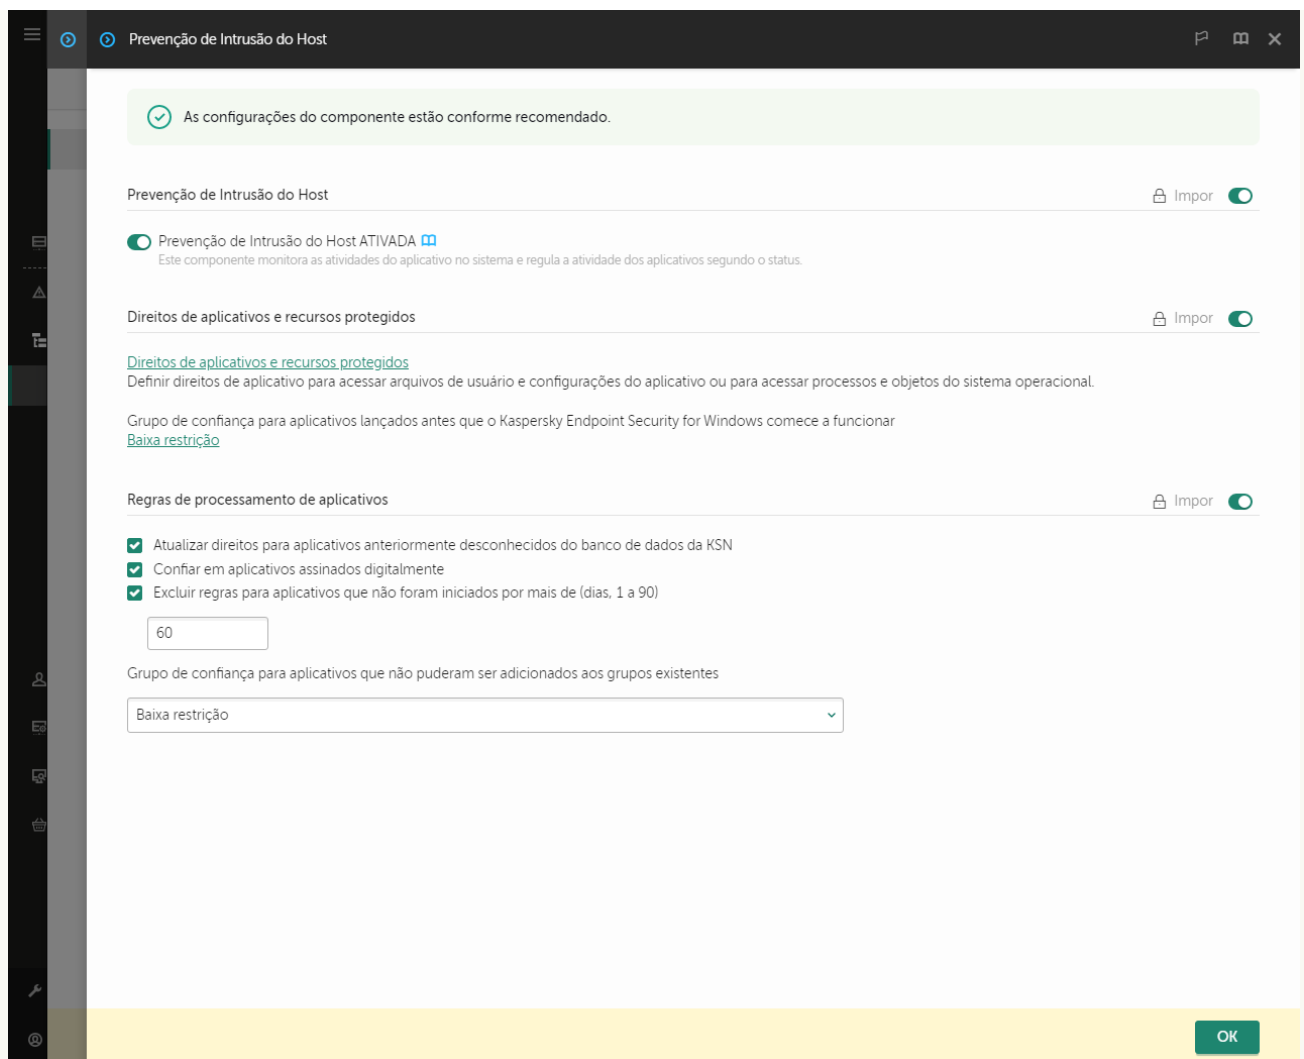 Prevenção de Intrusão do Host
As configurações do componente estão conforme recomendado.
Prevenção de Intrusão do Host
Impor
Prevenção de Intrusão do Host ATIVADA
Este componente monitora as atividades do aplicativo no sistema e regula a atividade dos aplicativos segundo o status.
Direitos de aplicativos e recursos protegidos
Impor
Direitos de aplicativos e recursos protegidos
Definir direitos de aplicativo para acessar arquivos de usuário e configurações do aplicativo ou para acessar processos e objetos do sistema operacional.
Grupo de confiança para aplicativos lançados antes que o Kaspersky Endpoint Security for Windows comece a funcionar
Baixa restrição
Regras de processamento de aplicativos
Impor
Atualizar direitos para aplicativos anteriormente desconhecidos do banco de dados da KSN
Confiar em aplicativos assinados digitalmente
Excluir regras para aplicativos que não foram iniciados por mais de (dias, 1 a 90)
60
Grupo de confiança para aplicativos que não puderam ser adicionados aos grupos existentes
Baixa restrição
OK